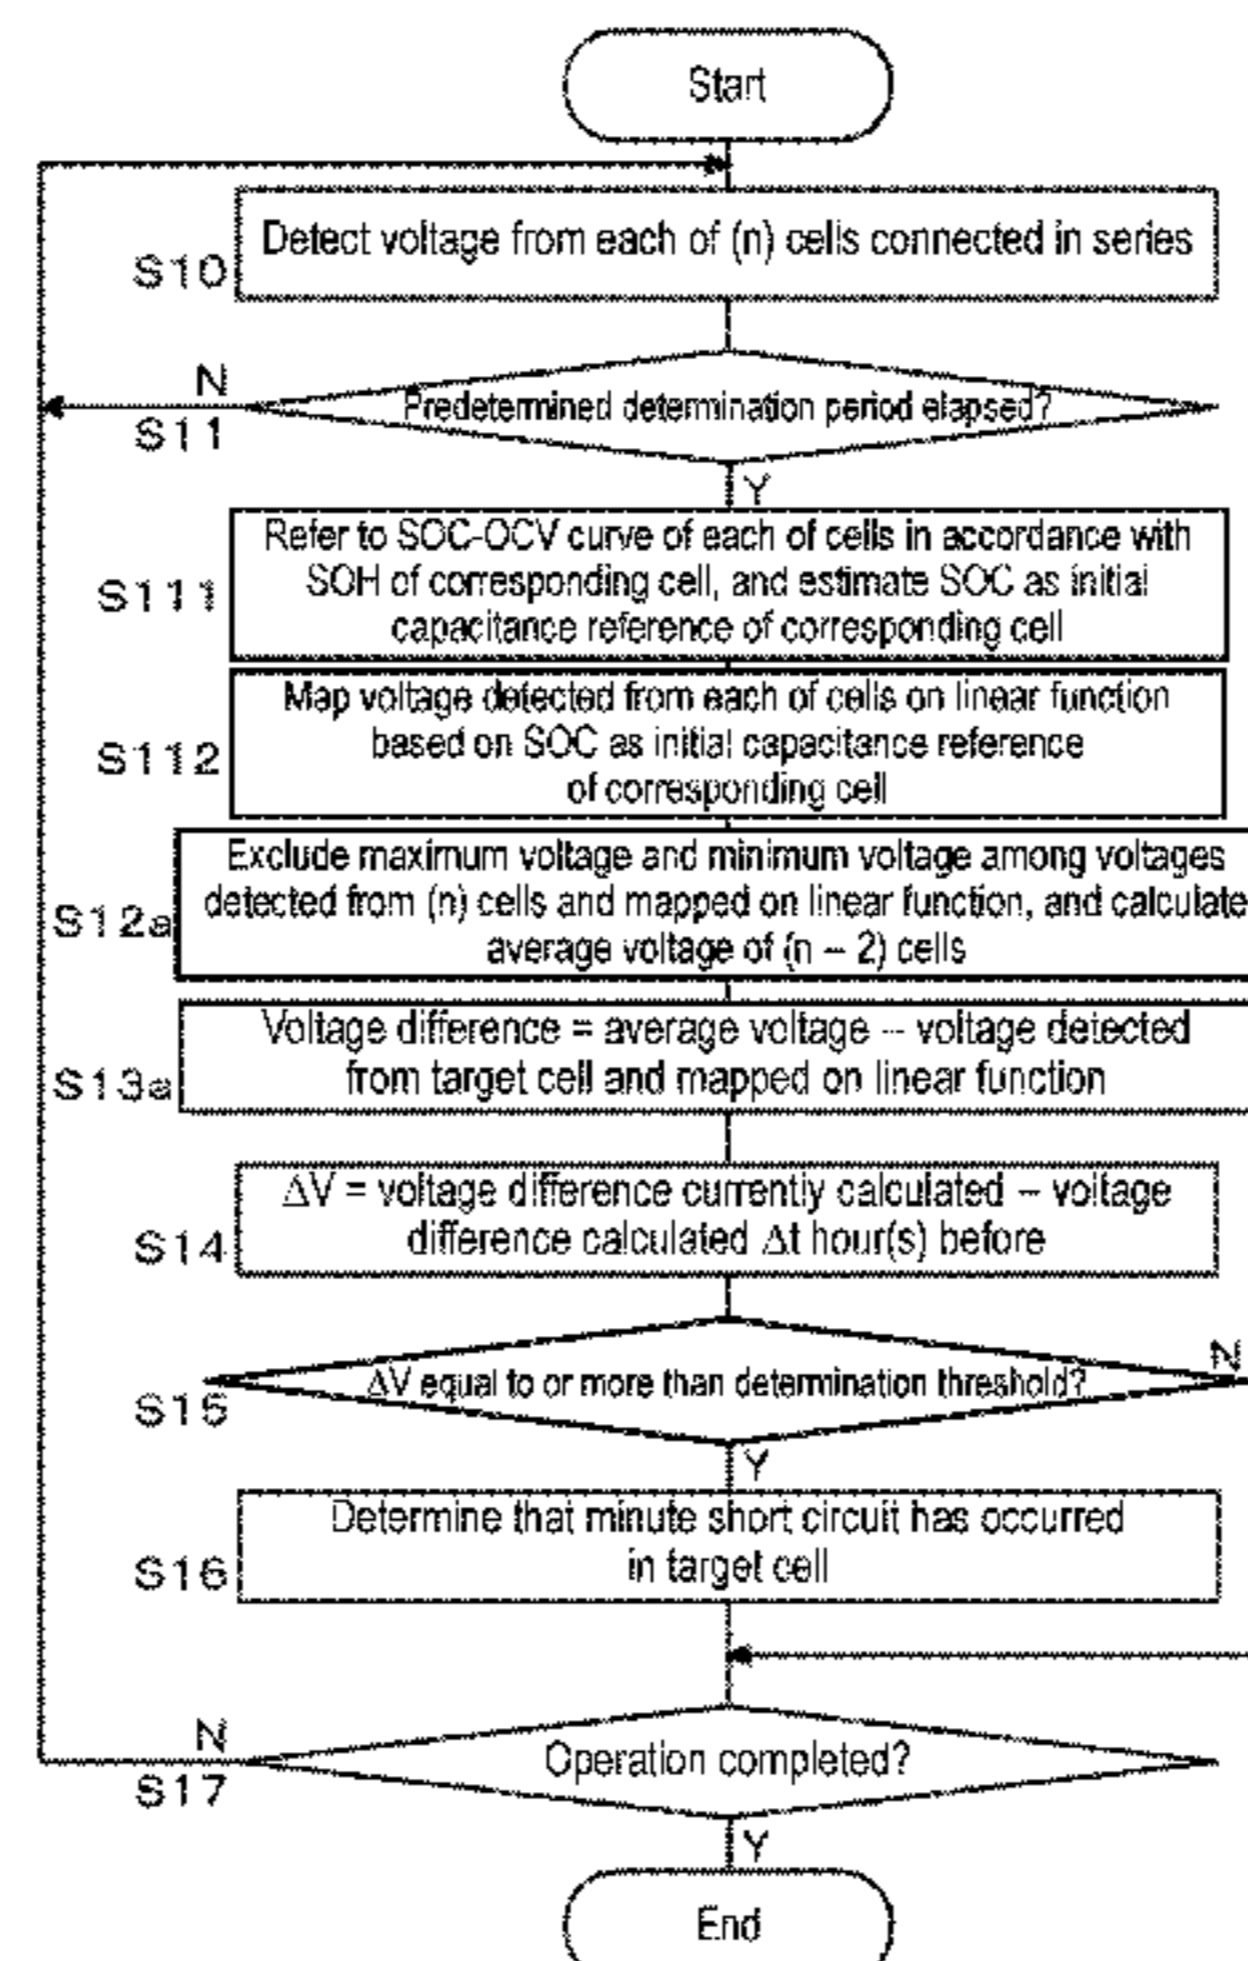 Start
Detect voltage from each of (n) cells connected in series
S10
N
Predetermined determination period elapsed?
S11
Y
Refer to SOC-OCV curve of each of cells in accordance with
SOH of corresponding cell, and estimate SOC as initial
capacitance reference of corresponding cell
S111
Map voltage detected from each of cells on linear function
based on SOC as initial capacitance reference
of corresponding cell
S112
Exclude maximum voltage and minimum voltage among voltages
detected from (n) cells and mapped on linear function, and calculate
average voltage of (n – 2) cells
S12a
Voltage difference = average voltage – voltage detected
from target cell and mapped on linear function
S13a
ΔV = voltage difference currently calculated – voltage
difference calculated Δt hour(s) before
S14
N
ΔV equal to or more than determination threshold?
S15
Y
Determine that minute short circuit has occurred
in target cell
S16
N
Operation completed?
S17
Y
End